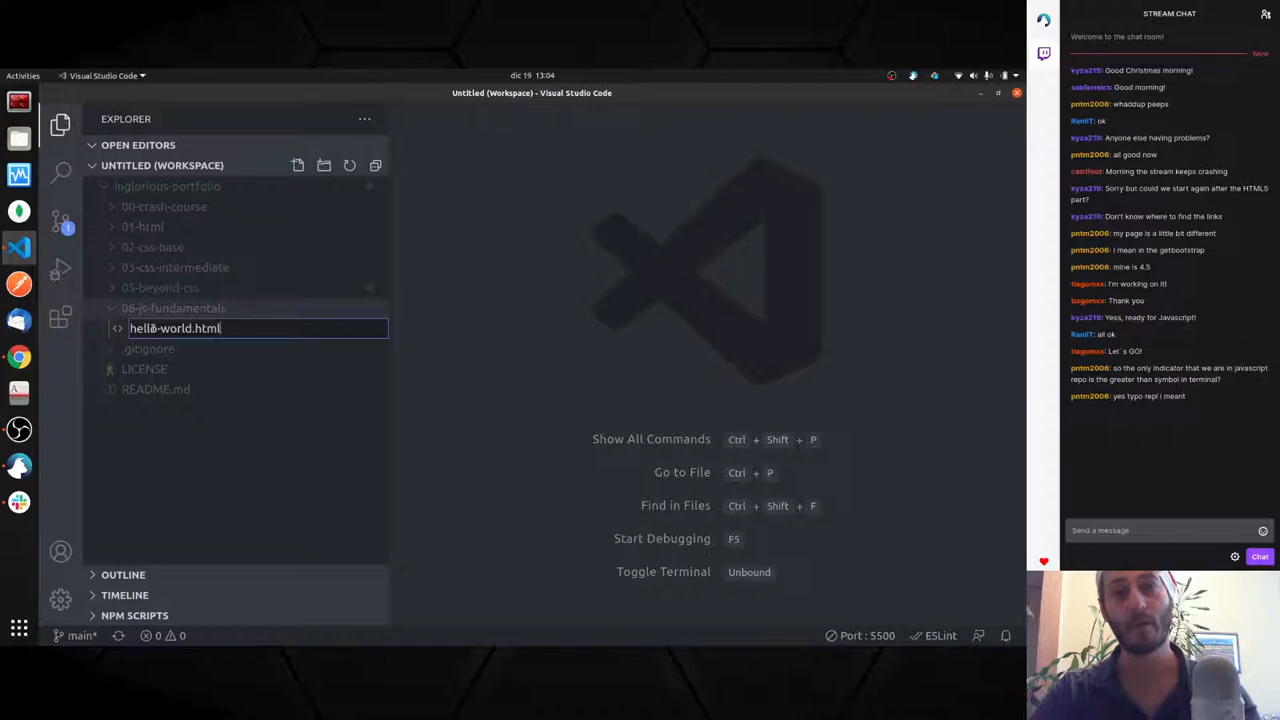 Activities
Visual Studio Code
dic 19 13:04
Untitled (Workspace) - Visual Studio Code
EXPLORER
OPEN EDITORS
UNTITLED (WORKSPACE)
inglorious-portfolio
00-crash-course
01-html
02-css-base
03-css-intermediate
05-beyond-css
06-js-fundamentals
hello-world.html
.gitignore
LICENSE
README.md
OUTLINE
TIMELINE
NPM SCRIPTS
1
Show All Commands Ctrl + Shift + P
Go to File Ctrl + P
Find in Files Ctrl + Shift + F
Start Debugging F5
Toggle Terminal Unbound
main*
0 0
Port : 5500
ESLint
STREAM CHAT
Welcome to the chat room!
New
kyza219: Good Christmas morning!
Good morning!
pntm2006: whaddup peeps
RaniiT: ok
kyza219: Anyone else having problems?
pntm2006: all good now
Morning the stream keeps crashing
kyza219: Sorry but could we start again after the HTML5
part?
kyza219: Don't know where to find the links
pntm2006: my page is a little bit different
pntm2006: I mean in the getbootstrap
pntm2006: mine is 4.5
tiagomxx: I'm working on it!
tiagomxx: Thank you
kyza219: Yess, ready for Javascript!
RaniiT: all ok
tiagomxx: Let`s GO!
pntm2006: so the only indicator that we are in javascript
repo is the greater than symbol in terminal?
pntm2006: yes typo repl i meant
Send a message
Chat